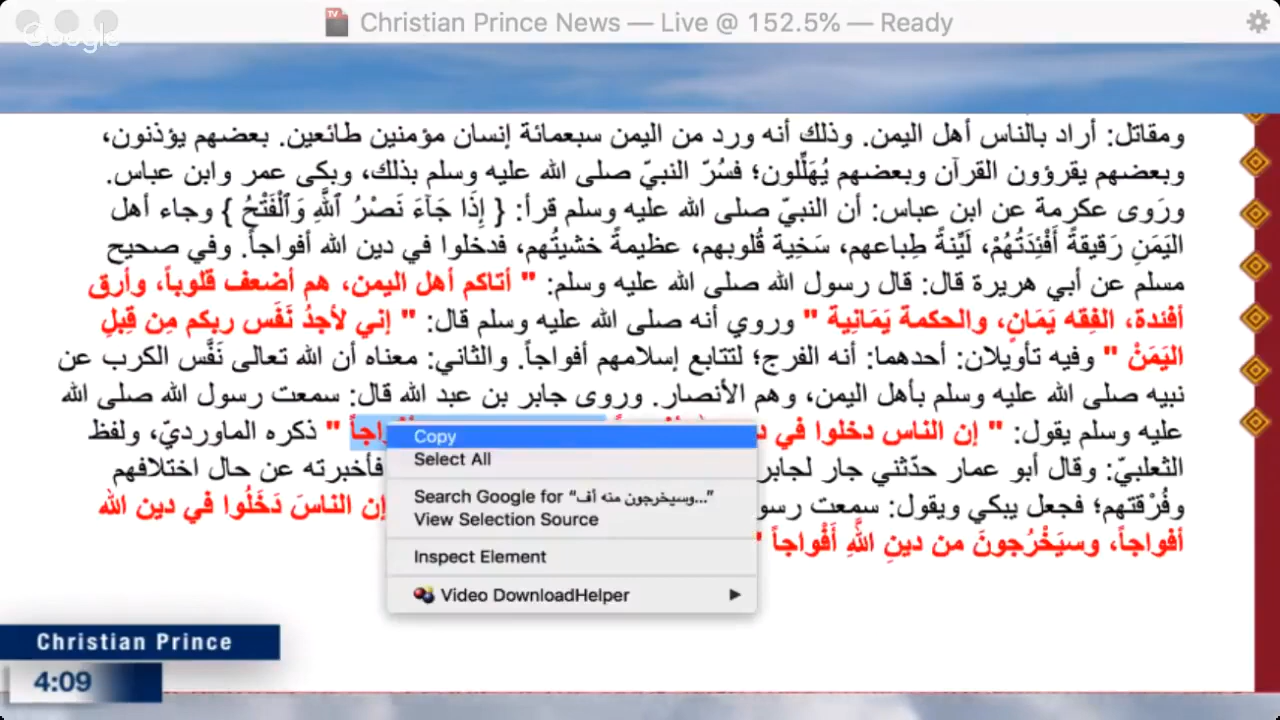 Christian Prince News — Live @ 152.5% — Ready
Google
ومقاتل: أراد بالناس أهل اليمن. وذلك أنه ورد من اليمن سبعمائة إنسان مؤمنين طائعين. بعضهم يؤذنون،
وبعضهم يقرؤون القرآن وبعضهم يُهَلِّلون؛ فسُرّ النبيّ صلى الله عليه وسلم بذلك، وبكى عمر وابن عباس.
ورَوى عكرمة عن ابن عباس: أن النبيّ صلى الله عليه وسلم قرأ: { إِذَا جَآءَ نَصْرُ ٱللَّهِ وَٱلْفَتْحُ } وجاء أهل
اليَمَنِ رَقيقةً أَفْئِدَتُهُمْ، لَيِّنةً طِباعهم، سَخِية قُلوبهم، عظيمةً خشيتُهم، فدخلوا في دين الله أفواجاً. وفي صحيح
مسلم عن أبي هريرة قال: قال رسول الله صلى الله عليه وسلم: " أتاكم أهل اليمن، هم أضعف قلوباً، وأرق
أفئدة، الفِقه يَمَانٍ، والحكمة يَمَانِية " وروي أنه صلى الله عليه وسلم قال: " إني لأجدُ نَفَس ربكم مِن قِبلِ
اليَمَنْ " وفيه تأويلان: أحدهما: أنه الفرج؛ لتتابع إسلامهم أفواجاً. والثاني: معناه أن الله تعالى نَفَّس الكرب عن
نبيه صلى الله عليه وسلم بأهل اليمن، وهم الأنصار. وروى جابر بن عبد الله قال: سمعت رسول الله صلى الله
عليه وسلم يقول: " إن الناس دخلوا في " ذكره الماورديّ، ولفظ
الثعلبيّ: وقال أبو عمار حدّثني جار لجابر فأخبرته عن حال اختلافهم
وفُرْقتهم؛ فجعل يبكي ويقول: سمعت إن الناسَ دَخَلُوا في دين الله
أفواجاً، وسيَخْرُجونَ من دينِ اللَّهِ أَفْواجاً "
Copy
Select All
Search Google for “وسيخرجون منه أف...”
View Selection Source
Inspect Element
Video DownloadHelper
Christian Prince
4:09